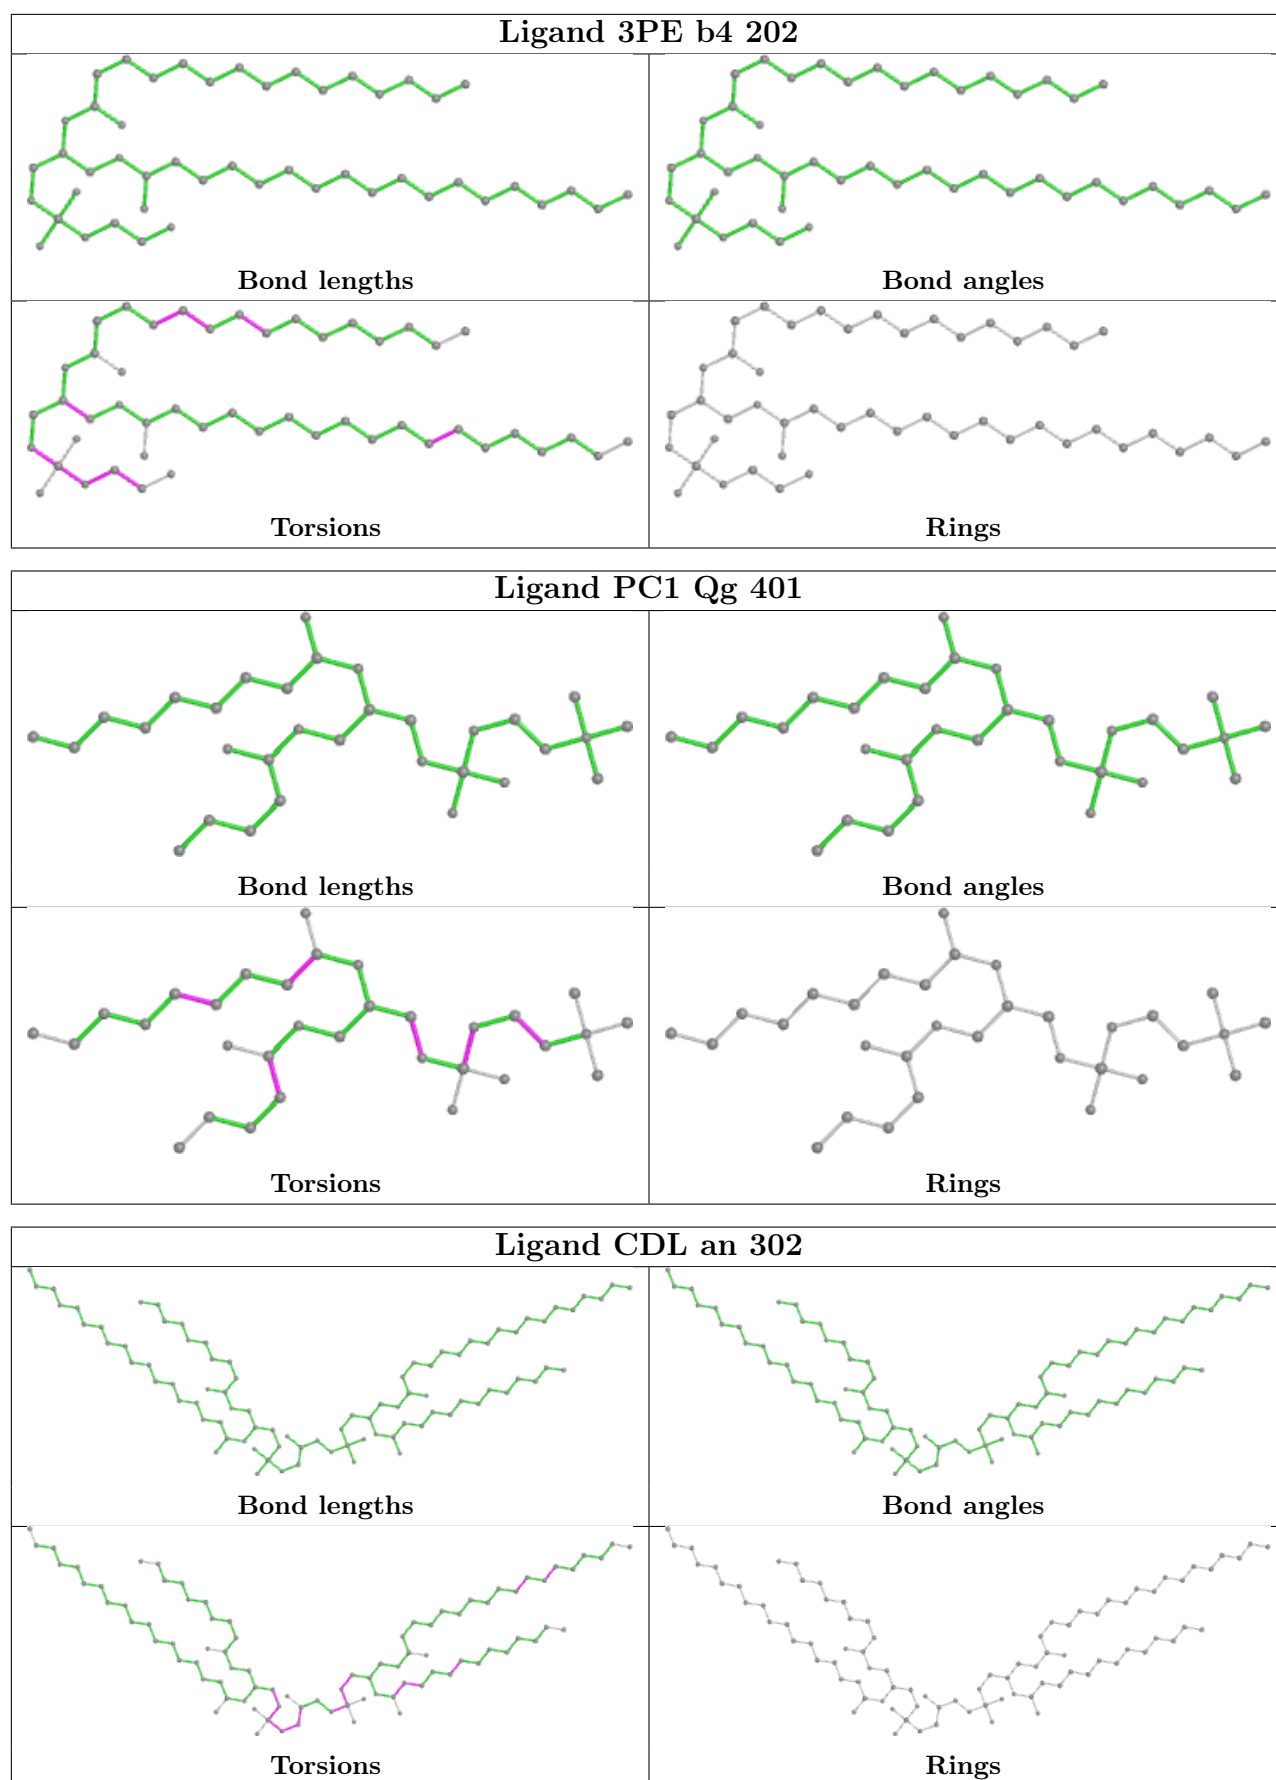 Ligand 3PE b4 202
Bond lengths
Bond angles
Torsions
Rings
Ligand PC1 Qg 401
Bond lengths
Bond angles
Torsions
Rings
Ligand CDL an 302
Bond lengths
Bond angles
Torsions
Rings